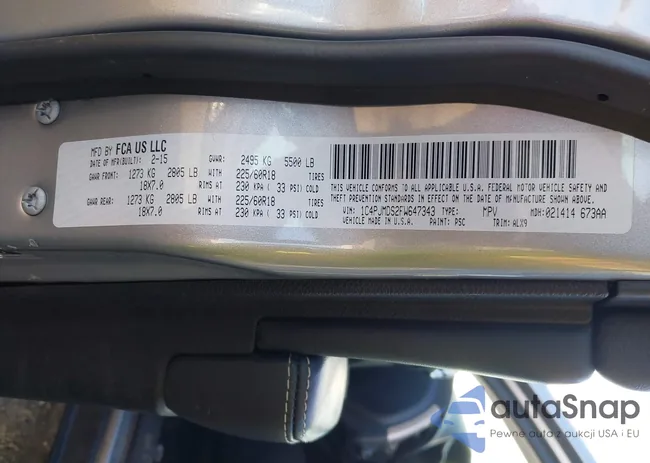 MFD BY FCA US LLC
DATE OF MFR(BUILT): 2-15 GVWR: 2495 KG 5500 LB
GAWR FRONT: 1273 KG 2805 LB WITH 225/60R18 TIRES
18X7.0 RIMS AT 230 KPA ( 33 PSI) COLD
GAWR REAR: 1273 KG 2805 LB WITH 225/60R18 TIRES
18X7.0 RIMS AT 230 KPA ( 33 PSI) COLD
THIS VEHICLE CONFORMS TO ALL APPLICABLE U.S.A. FEDERAL MOTOR VEHICLE SAFETY AND
THEFT PREVENTION STANDARDS IN EFFECT ON THE DATE OF MANUFACTURE SHOWN ABOVE.
VIN: 1C4PJMDS2FW647343 TYPE: MPV MDH: 021414 673AA
VEHICLE MADE IN U.S.A. PAINT: PSC TRIM: ALX9
autoSnap
Pewne auto z aukcji USA i EU